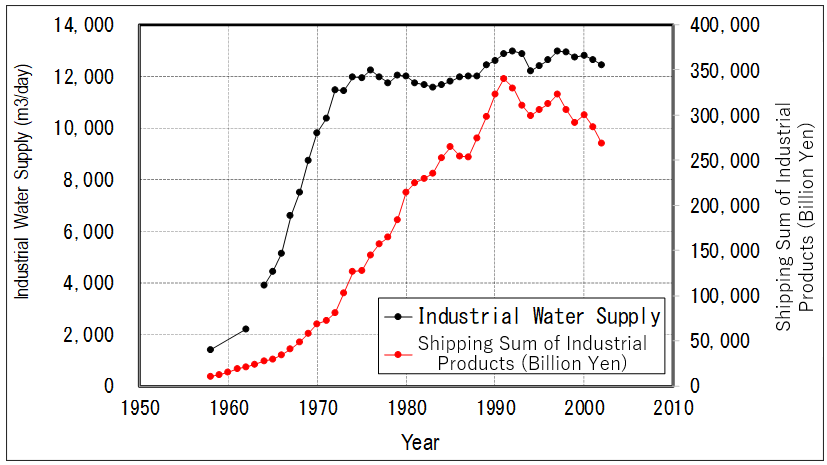 14,000
12,000
10,000
8,000
6,000
4,000
2,000
0
Industrial Water Supply (m3/day)
400,000
350,000
300,000
250,000
200,000
150,000
100,000
50,000
0
Shipping Sum of Industrial
Products (Billion Yen)
Industrial Water Supply
Shipping Sum of Industrial
Products (Billion Yen)
1950 1960 1970 1980 1990 2000 2010
Year